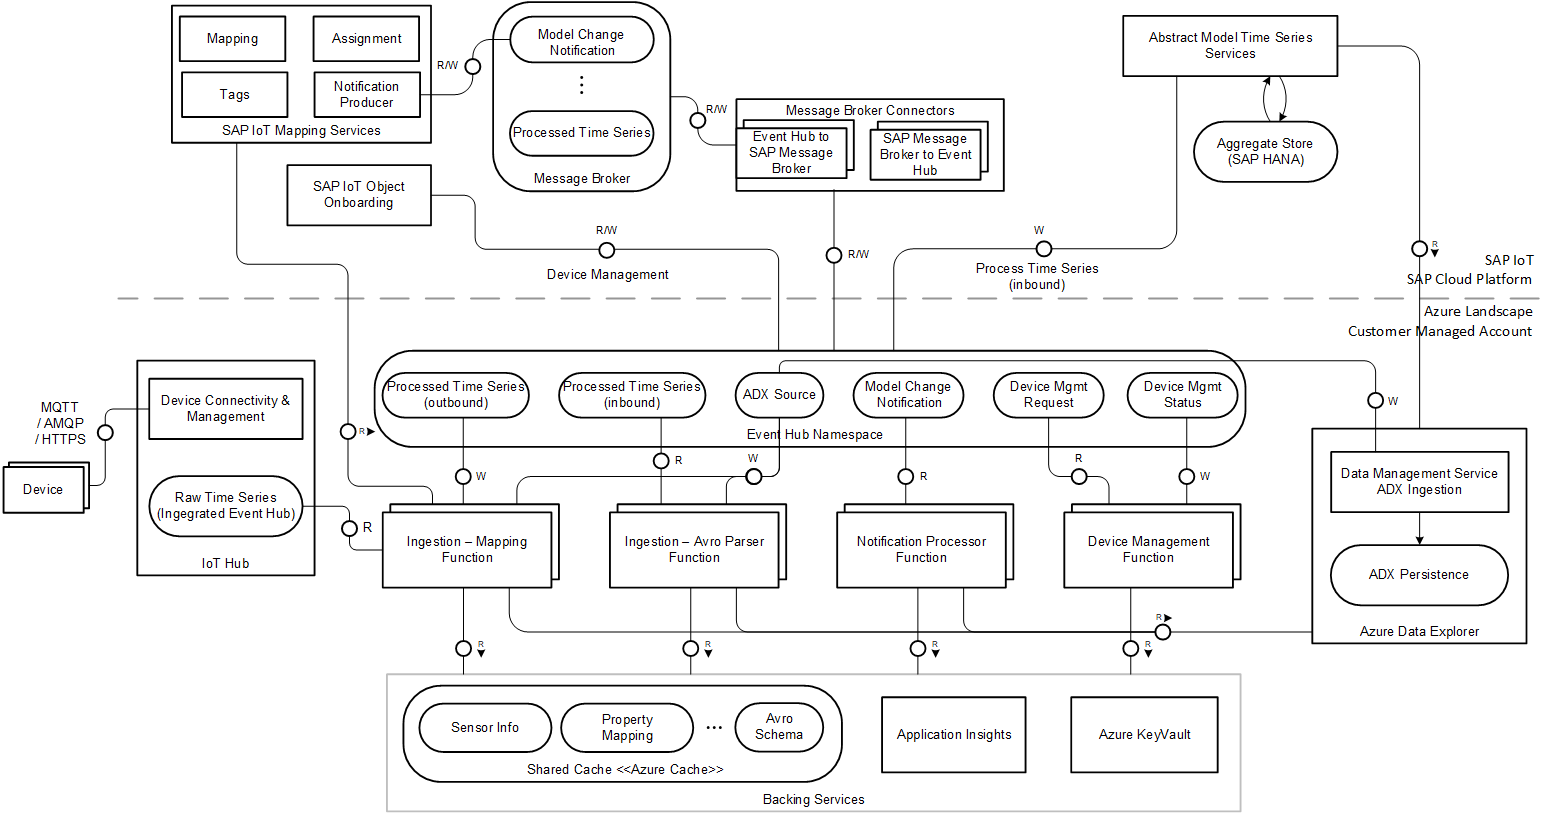 Mapping
Assignment
Tags
Notification
Producer
SAP IoT Mapping Services
R/W
Model Change
Notification
Processed Time Series
Message Broker
R/W
Message Broker Connectors
Event Hub to
SAP Message
Broker
SAP Message
Broker to Event
Hub
Abstract Model Time Series
Services
Aggregate Store
(SAP HANA)
SAP IoT Object
Onboarding
R/W
Device Management
R/W
W
Process Time Series
(inbound)
R
SAP IoT
SAP Cloud Platform
Azure Landscape
Customer Managed Account
MQTT
/ AMQP
/ HTTPS
Device
Device Connectivity &
Management
Raw Time Series
(Ingegrated Event Hub)
IoT Hub
R
R
Processed Time Series
(outbound)
Processed Time Series
(inbound)
ADX Source
Model Change
Notification
Device Mgmt
Request
Device Mgmt
Status
Event Hub Namespace
W
W
R
W
R
R
W
Ingestion – Mapping
Function
Ingestion – Avro Parser
Function
Notification Processor
Function
Device Management
Function
Data Management Service
ADX Ingestion
ADX Persistence
Azure Data Explorer
R
R
R
R
R
Sensor Info
Property
Mapping
...
Avro
Schema
Shared Cache <<Azure Cache>>
Application Insights
Azure KeyVault
Backing Services